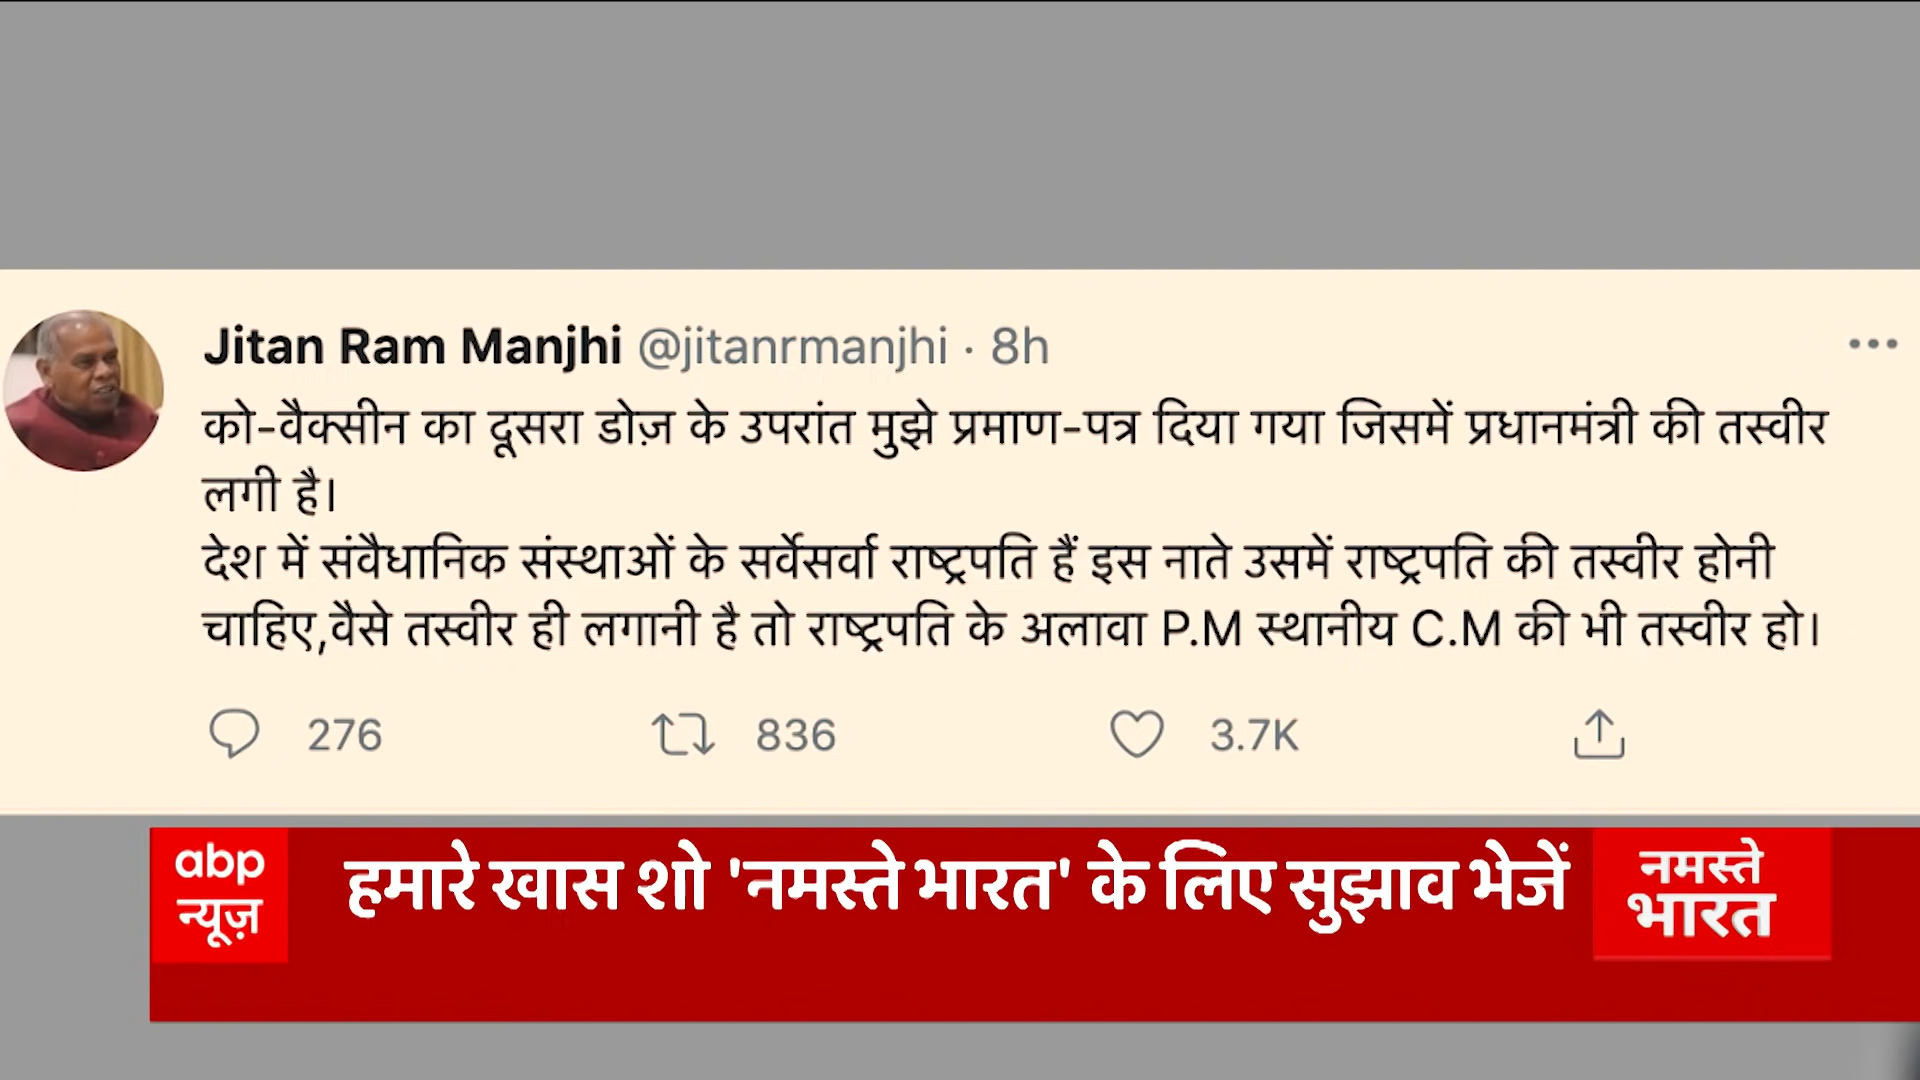 Jitan Ram Manjhi @jitanrmanjhi · 8h
को-वैक्सीन का दूसरा डोज़ के उपरांत मुझे प्रमाण-पत्र दिया गया जिसमें प्रधानमंत्री की तस्वीर
लगी है।
देश में संवैधानिक संस्थाओं के सर्वेसर्वा राष्ट्रपति हैं इस नाते उसमें राष्ट्रपति की तस्वीर होनी
चाहिए,वैसे तस्वीर ही लगानी है तो राष्ट्रपति के अलावा P.M स्थानीय C.M की भी तस्वीर हो।
276 836 3.7K
abp
न्यूज़
हमारे खास शो 'नमस्ते भारत' के लिए सुझाव भेजें
नमस्ते
भारत